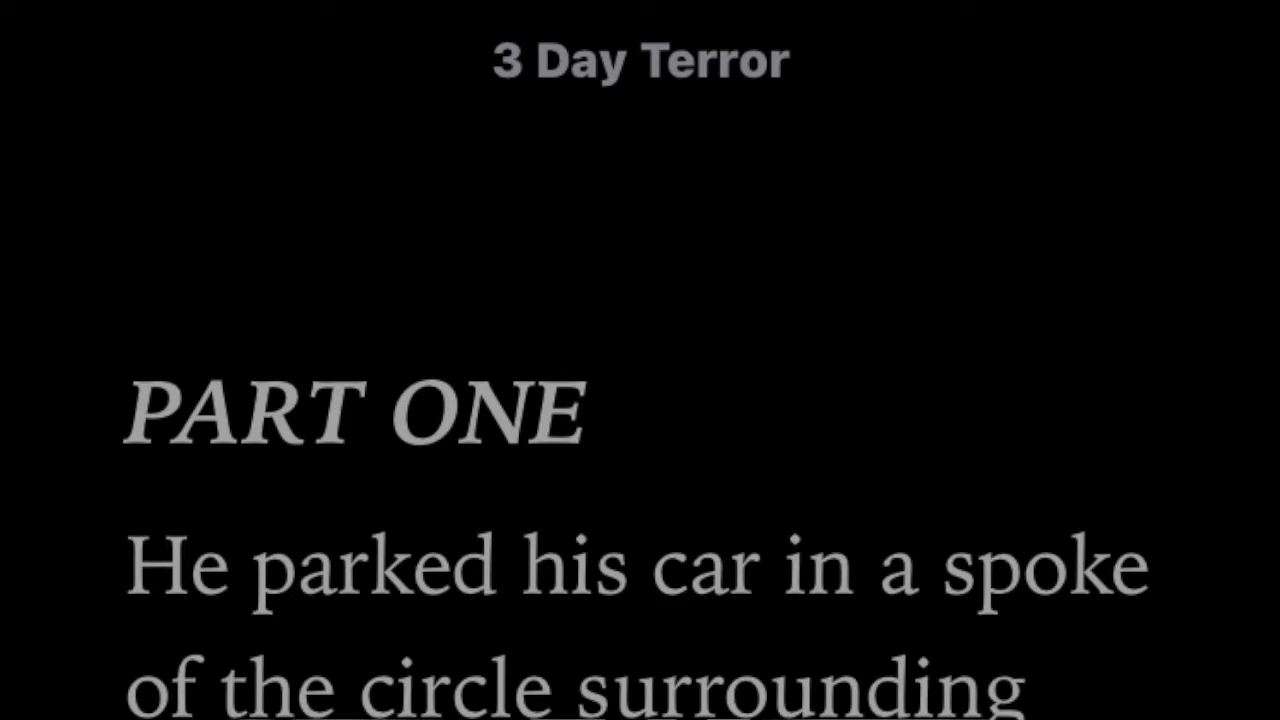 3 Day Terror
PART ONE
He parked his car in a spoke
of the circle surrounding